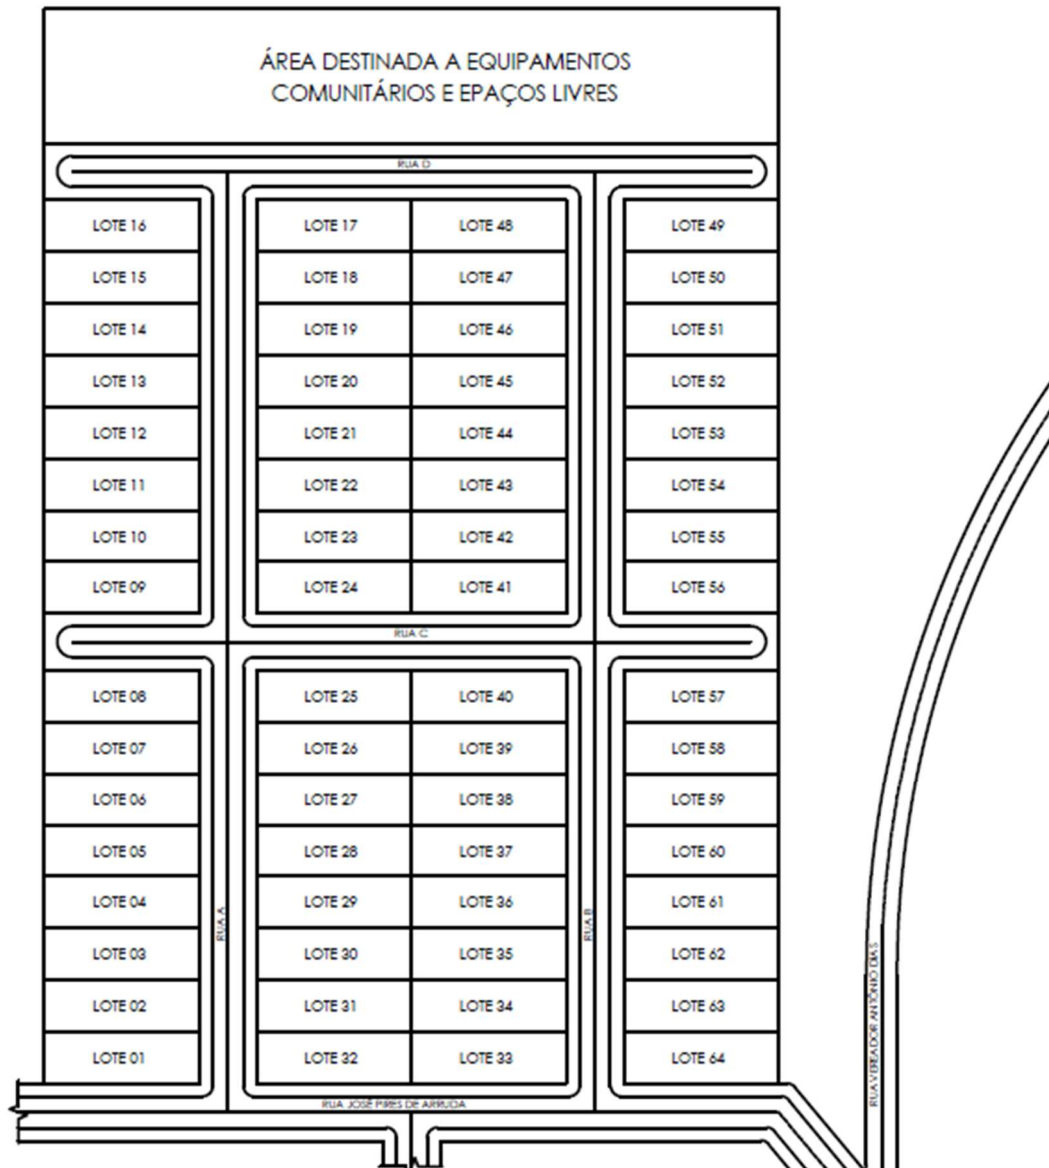 ÁREA DESTINADA A EQUIPAMENTOS
COMUNITÁRIOS E EPAÇOS LIVRES
RUA D
LOTE 16 LOTE 17 LOTE 48 LOTE 49
LOTE 15 LOTE 18 LOTE 47 LOTE 50
LOTE 14 LOTE 19 LOTE 46 LOTE 51
LOTE 13 LOTE 20 LOTE 45 LOTE 52
LOTE 12 LOTE 21 LOTE 44 LOTE 53
LOTE 11 LOTE 22 LOTE 43 LOTE 54
LOTE 10 LOTE 23 LOTE 42 LOTE 55
LOTE 09 LOTE 24 LOTE 41 LOTE 56
RUA C
LOTE 08 LOTE 25 LOTE 40 LOTE 57
LOTE 07 LOTE 26 LOTE 39 LOTE 58
LOTE 06 LOTE 27 LOTE 38 LOTE 59
LOTE 05 LOTE 28 LOTE 37 LOTE 60
LOTE 04 LOTE 29 LOTE 36 LOTE 61
RUA A
RUA B
LOTE 03 LOTE 30 LOTE 35 LOTE 62
LOTE 02 LOTE 31 LOTE 34 LOTE 63
LOTE 01 LOTE 32 LOTE 33 LOTE 64
RUA VEREADOR ANTÔNIO DIAS
RUA JOSÉ PIRES DE ARRUDA